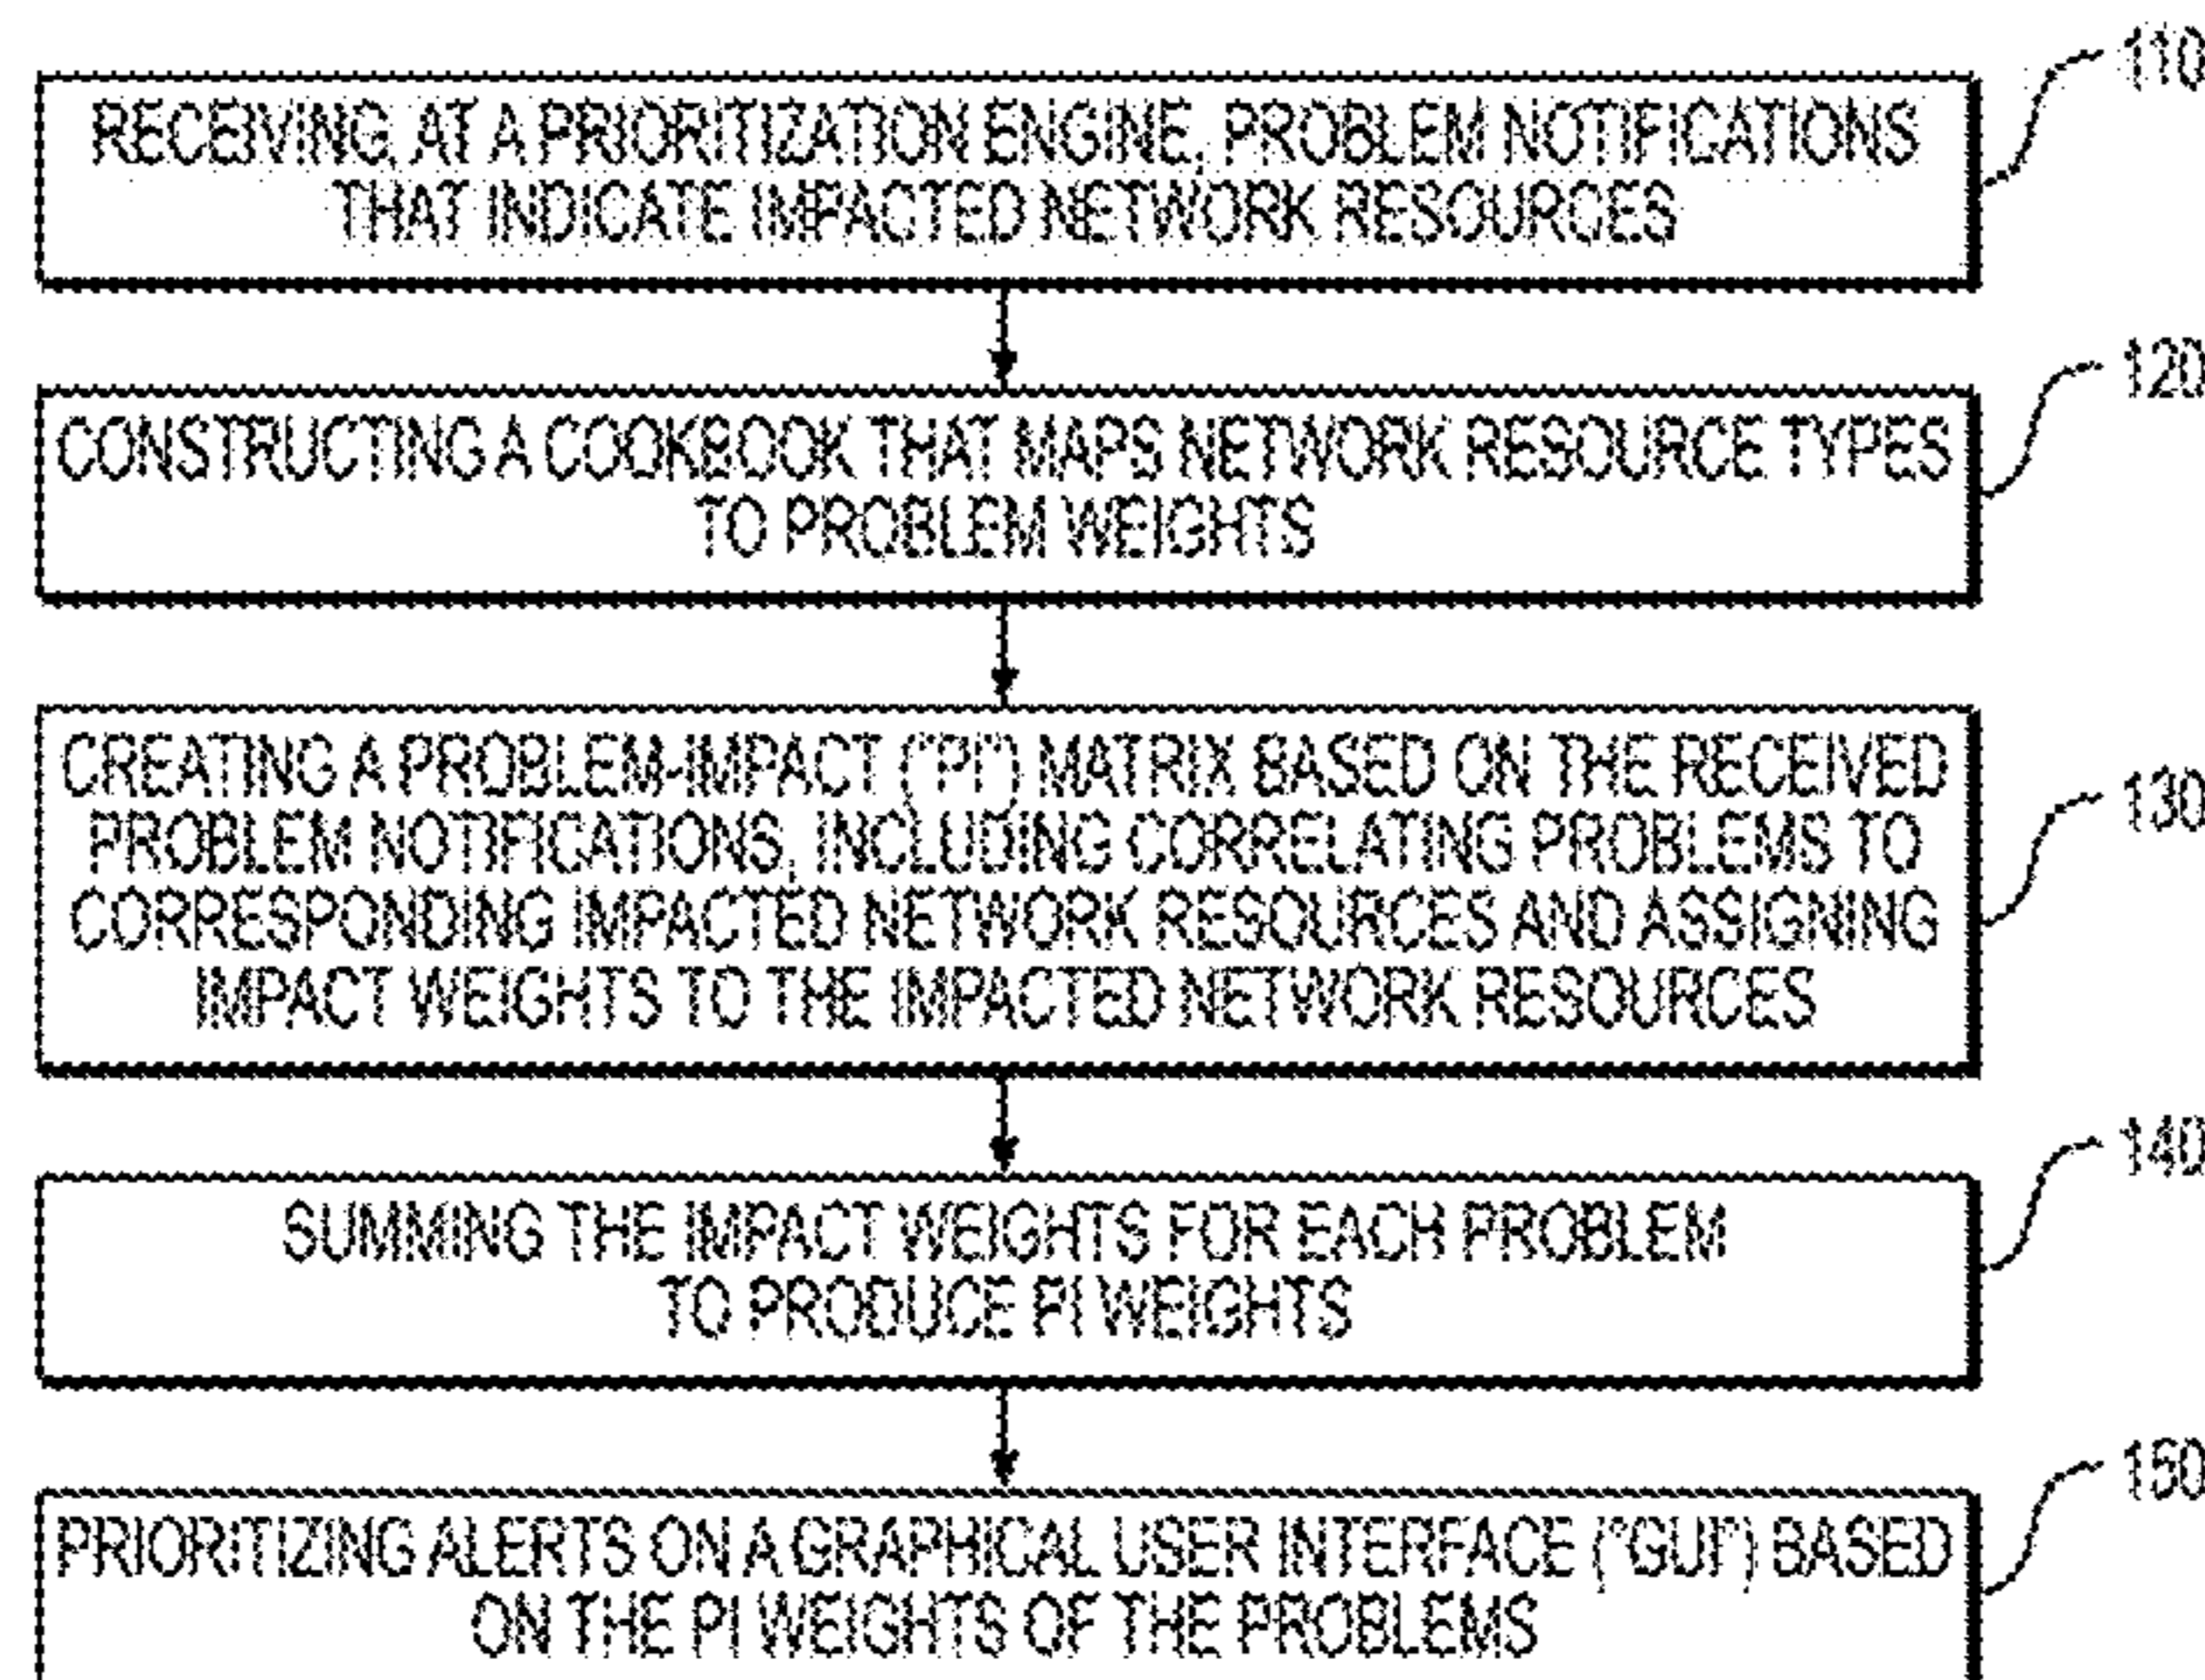 110
RECEIVING, AT A PRIORITIZATION ENGINE, PROBLEM NOTIFICATIONS
THAT INDICATE IMPACTED NETWORK RESOURCES
120
CONSTRUCTING A COOKBOOK THAT MAPS NETWORK RESOURCE TYPES
TO PROBLEM WEIGHTS
CREATING A PROBLEM-IMPACT ("PI") MATRIX BASED ON THE RECEIVED
130
PROBLEM NOTIFICATIONS, INCLUDING CORRELATING PROBLEMS TO
CORRESPONDING IMPACTED NETWORK RESOURCES AND ASSIGNING
IMPACT WEIGHTS TO THE IMPACTED NETWORK RESOURCES
140
SUMMING THE IMPACT WEIGHTS FOR EACH PROBLEM
TO PRODUCE PI WEIGHTS
150
PRIORITIZING ALERTS ON A GRAPHICAL USER INTERFACE ("GUI") BASED
ON THE PI WEIGHTS OF THE PROBLEMS